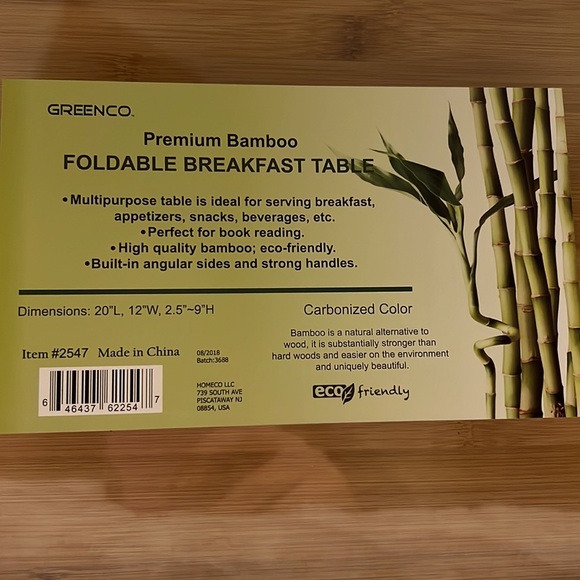 GREENCO™
Premium Bamboo
FOLDABLE BREAKFAST TABLE
•Multipurpose table is ideal for serving breakfast,
appetizers, snacks, beverages, etc.
•Perfect for book reading.
•High quality bamboo; eco-friendly.
•Built-in angular sides and strong handles.
Dimensions: 20"L, 12"W, 2.5"~9"H
Carbonized Color
Bamboo is a natural alternative to
wood, it is substantially stronger than
hard woods and easier on the environment
and uniquely beautiful.
eco friendly
Item #2547 Made in China
08/2018
Batch:3688
6 46437 62254 7
HOMECO LLC
739 SOUTH AVE
PISCATAWAY NJ
08854, USA